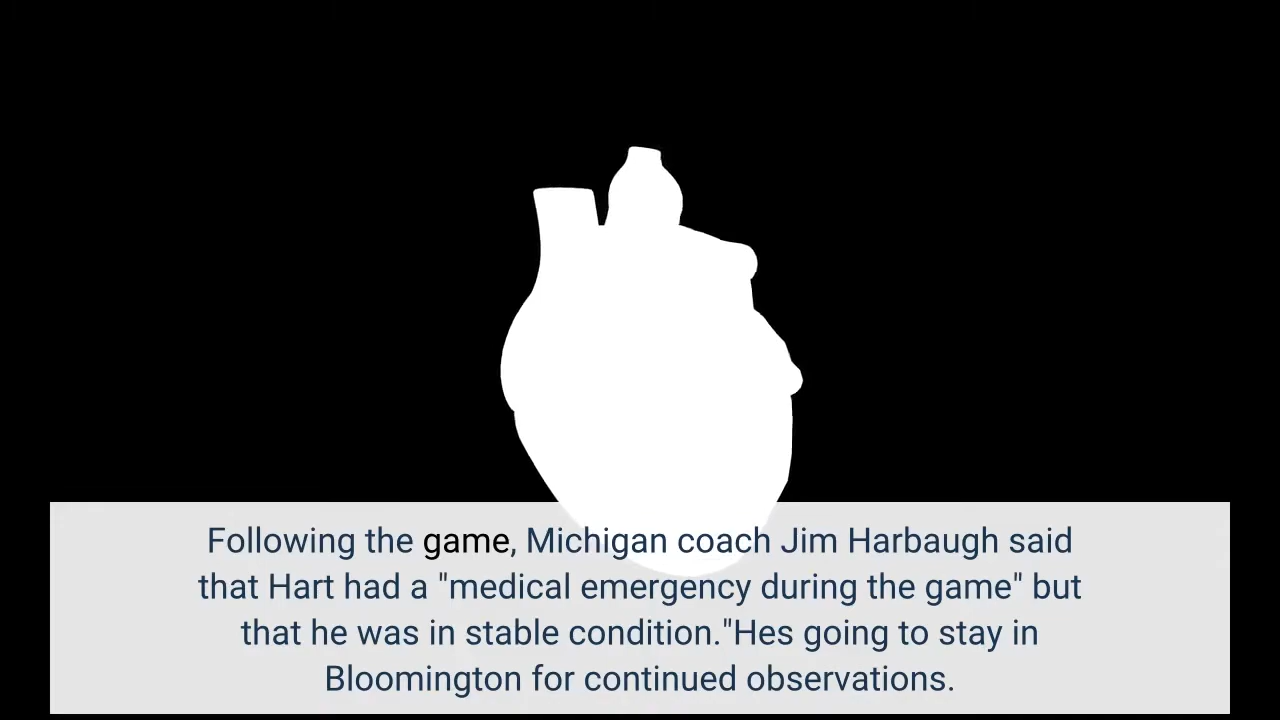 Following the game, Michigan coach Jim Harbaugh said
that Hart had a "medical emergency during the game" but
that he was in stable condition."Hes going to stay in
Bloomington for continued observations.